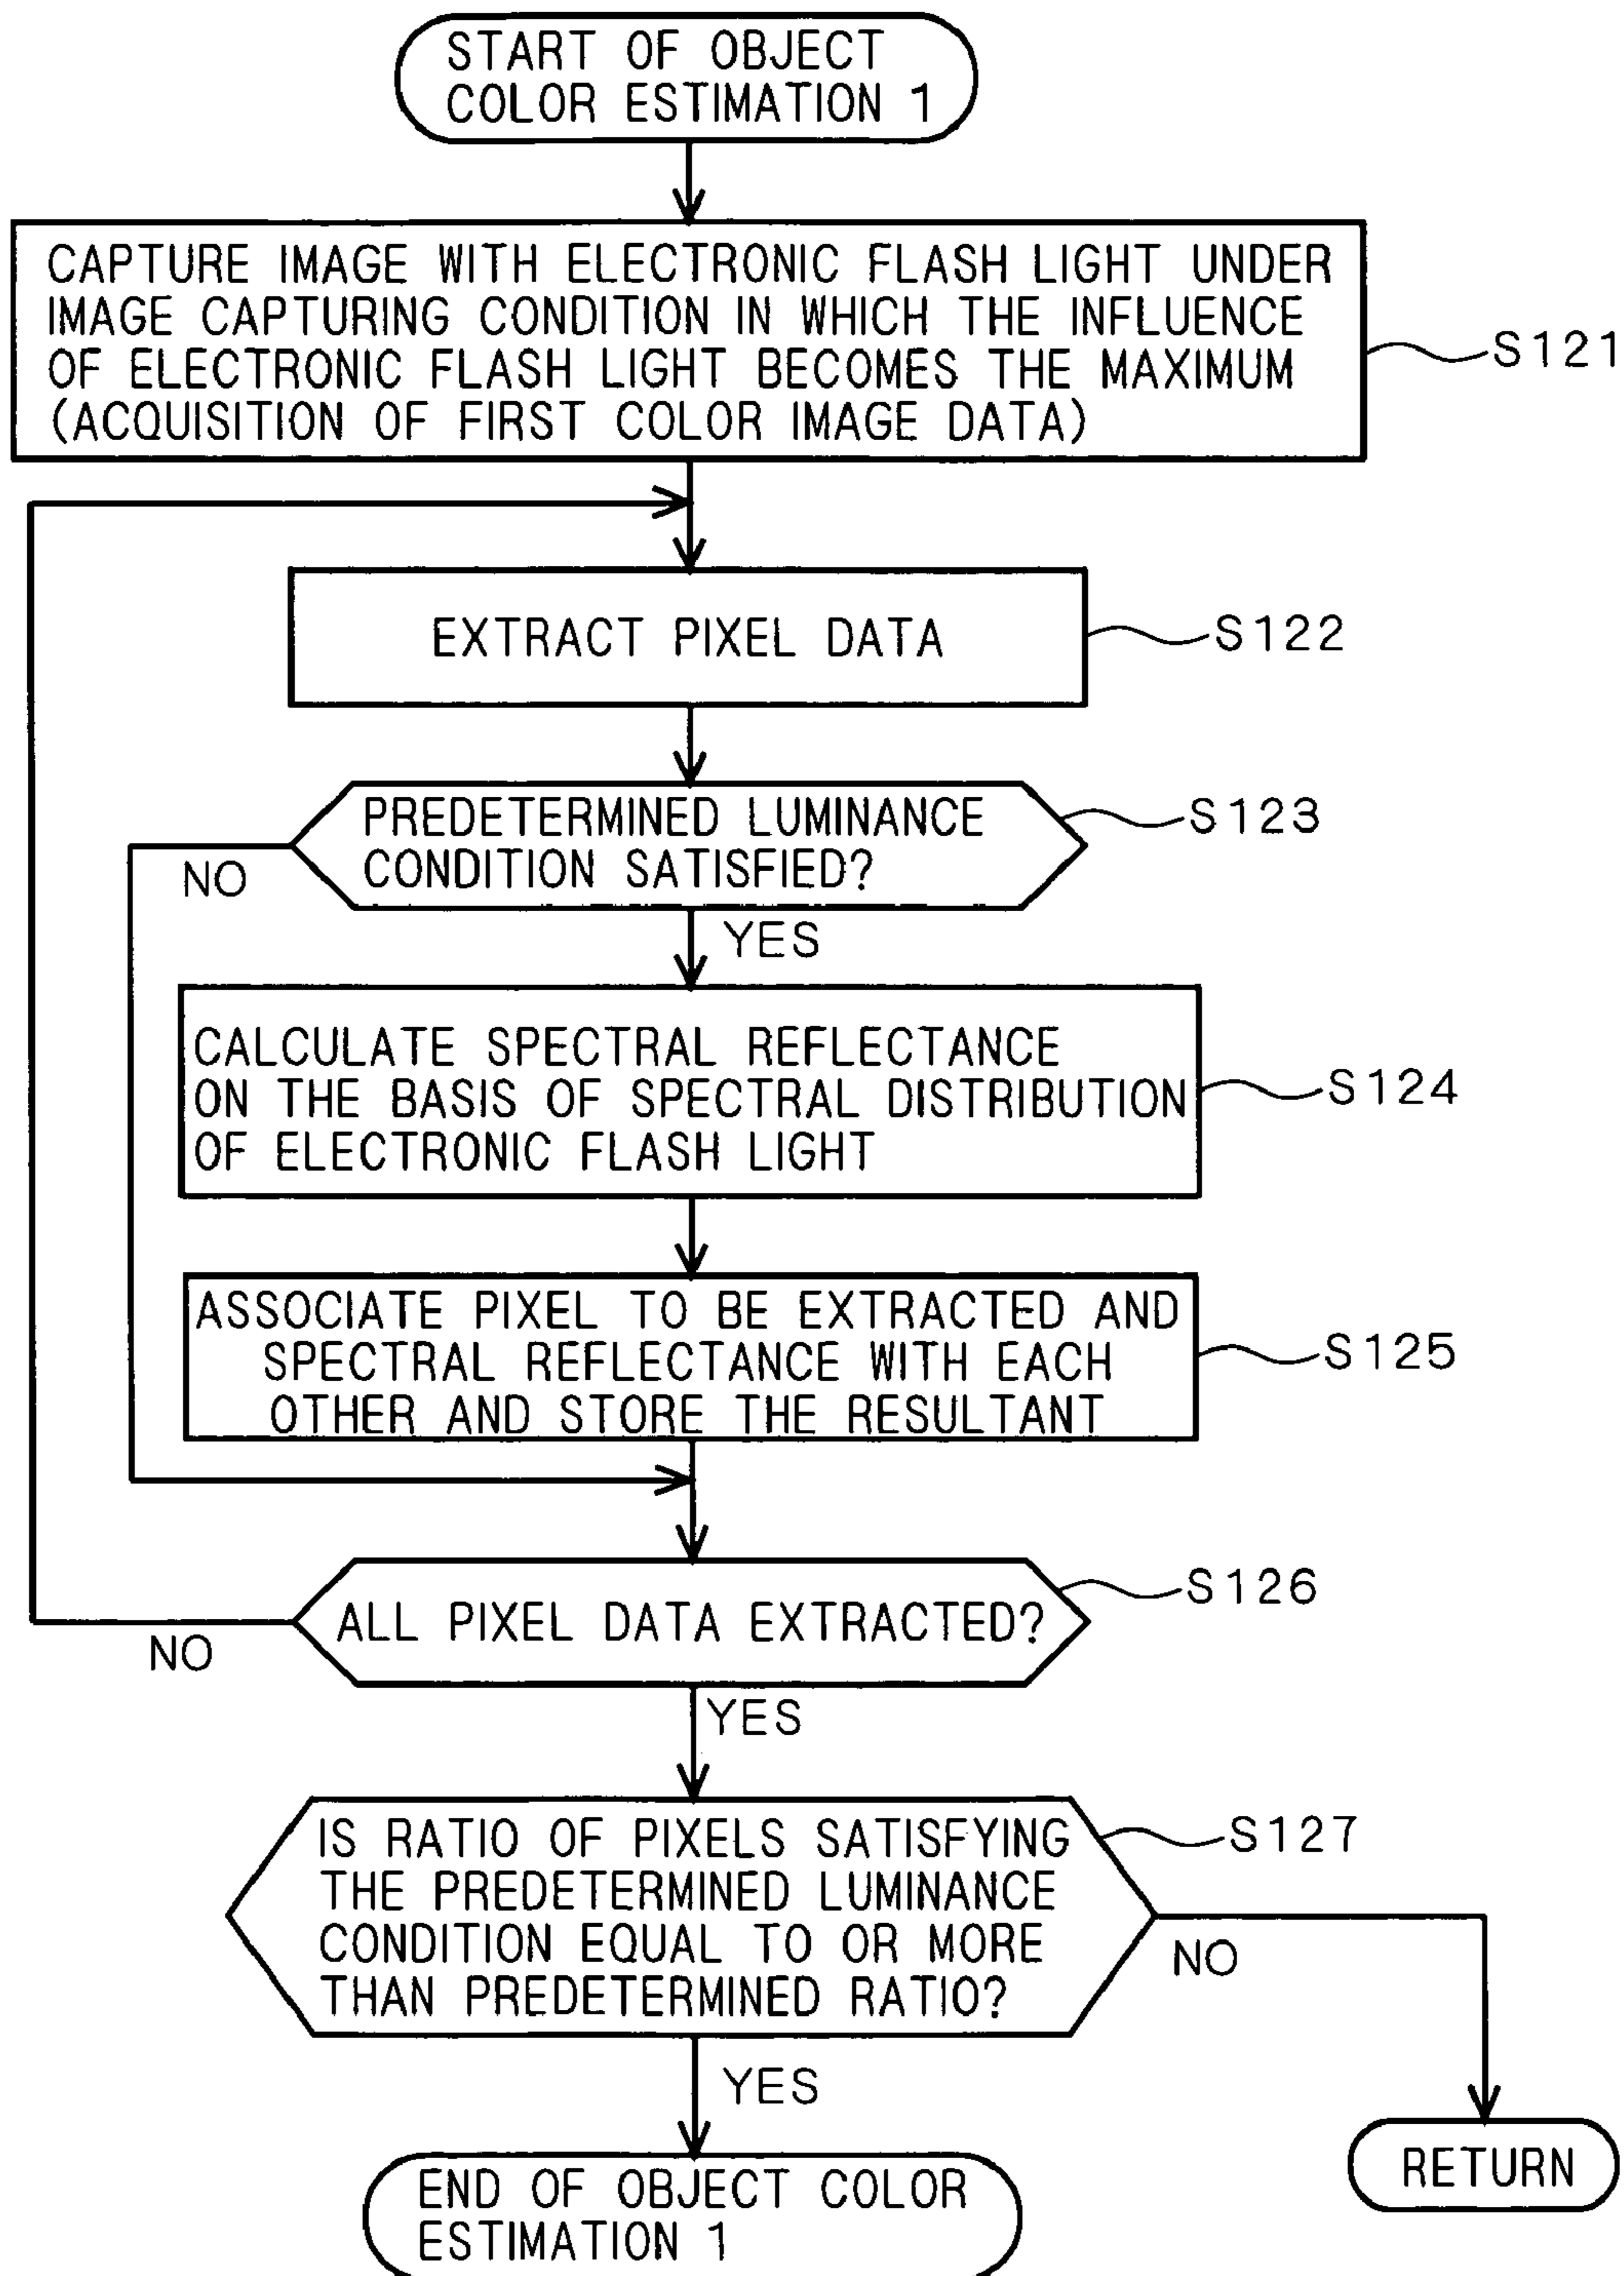 START OF OBJECT
COLOR ESTIMATION 1
CAPTURE IMAGE WITH ELECTRONIC FLASH LIGHT UNDER
IMAGE CAPTURING CONDITION IN WHICH THE INFLUENCE
OF ELECTRONIC FLASH LIGHT BECOMES THE MAXIMUM
(ACQUISITION OF FIRST COLOR IMAGE DATA)
S121
EXTRACT PIXEL DATA
S122
PREDETERMINED LUMINANCE
CONDITION SATISFIED?
S123
NO
YES
CALCULATE SPECTRAL REFLECTANCE
ON THE BASIS OF SPECTRAL DISTRIBUTION
OF ELECTRONIC FLASH LIGHT
S124
ASSOCIATE PIXEL TO BE EXTRACTED AND
SPECTRAL REFLECTANCE WITH EACH
OTHER AND STORE THE RESULTANT
S125
ALL PIXEL DATA EXTRACTED?
S126
NO
YES
IS RATIO OF PIXELS SATISFYING
THE PREDETERMINED LUMINANCE
CONDITION EQUAL TO OR MORE
THAN PREDETERMINED RATIO?
S127
NO
YES
END OF OBJECT COLOR
ESTIMATION 1
RETURN